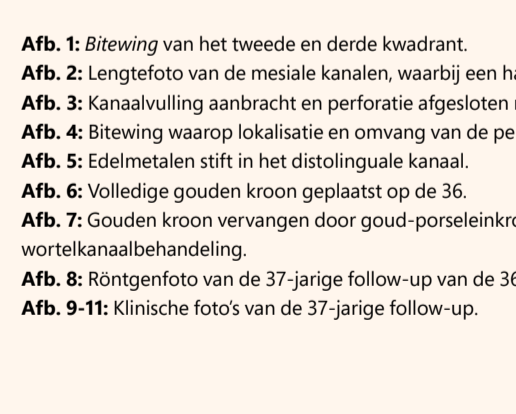 Afb. 1: Bitewing van het tweede en derde kwadrant.
Afb. 2: Lengtefoto van de mesiale kanalen, waarbij een
Afb. 3: Kanaalvulling aanbracht en perforatie afgesloten
Afb. 4: Bitewing waarop lokalisatie en omvang van de
Afb. 5: Edelmetalen stift in het distolinguale kanaal.
Afb. 6: Volledige gouden kroon geplaatst op de 36.
Afb. 7: Gouden kroon vervangen door
wortelkanaalbehandeling.
Afb. 8: Röntgenfoto van de 37-jarige follow-up van de
Afb. 9-11: Klinische foto’s van de 37-jarige follow-up.